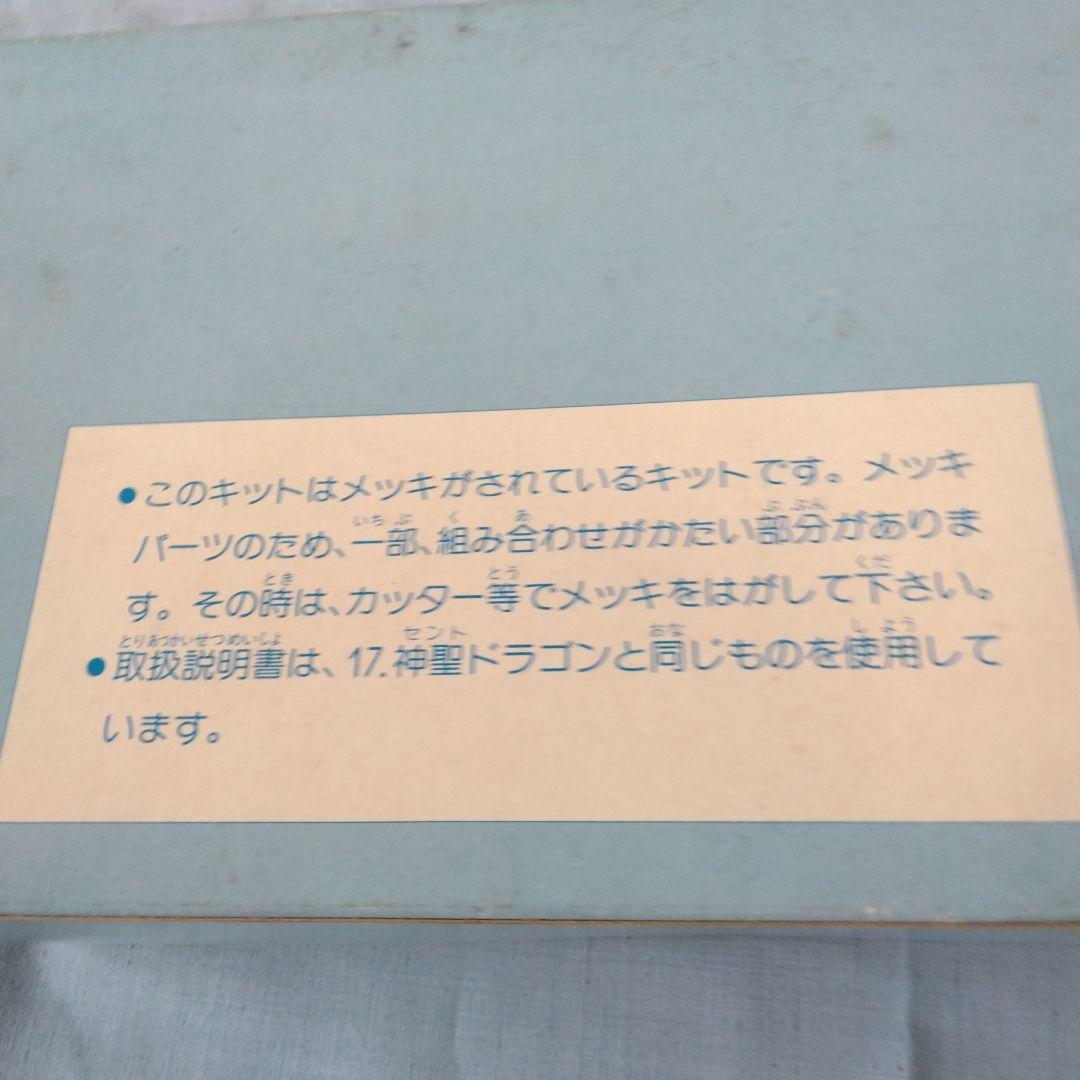 ●このキットはメッキがされているキットです。メッキ
パーツのため、一部、組み合わせがかたい部分がありま
す。その時は、カッター等でメッキをはがして下さい。
●取扱説明書は、17.神聖ドラゴンと同じものを使用して
います。